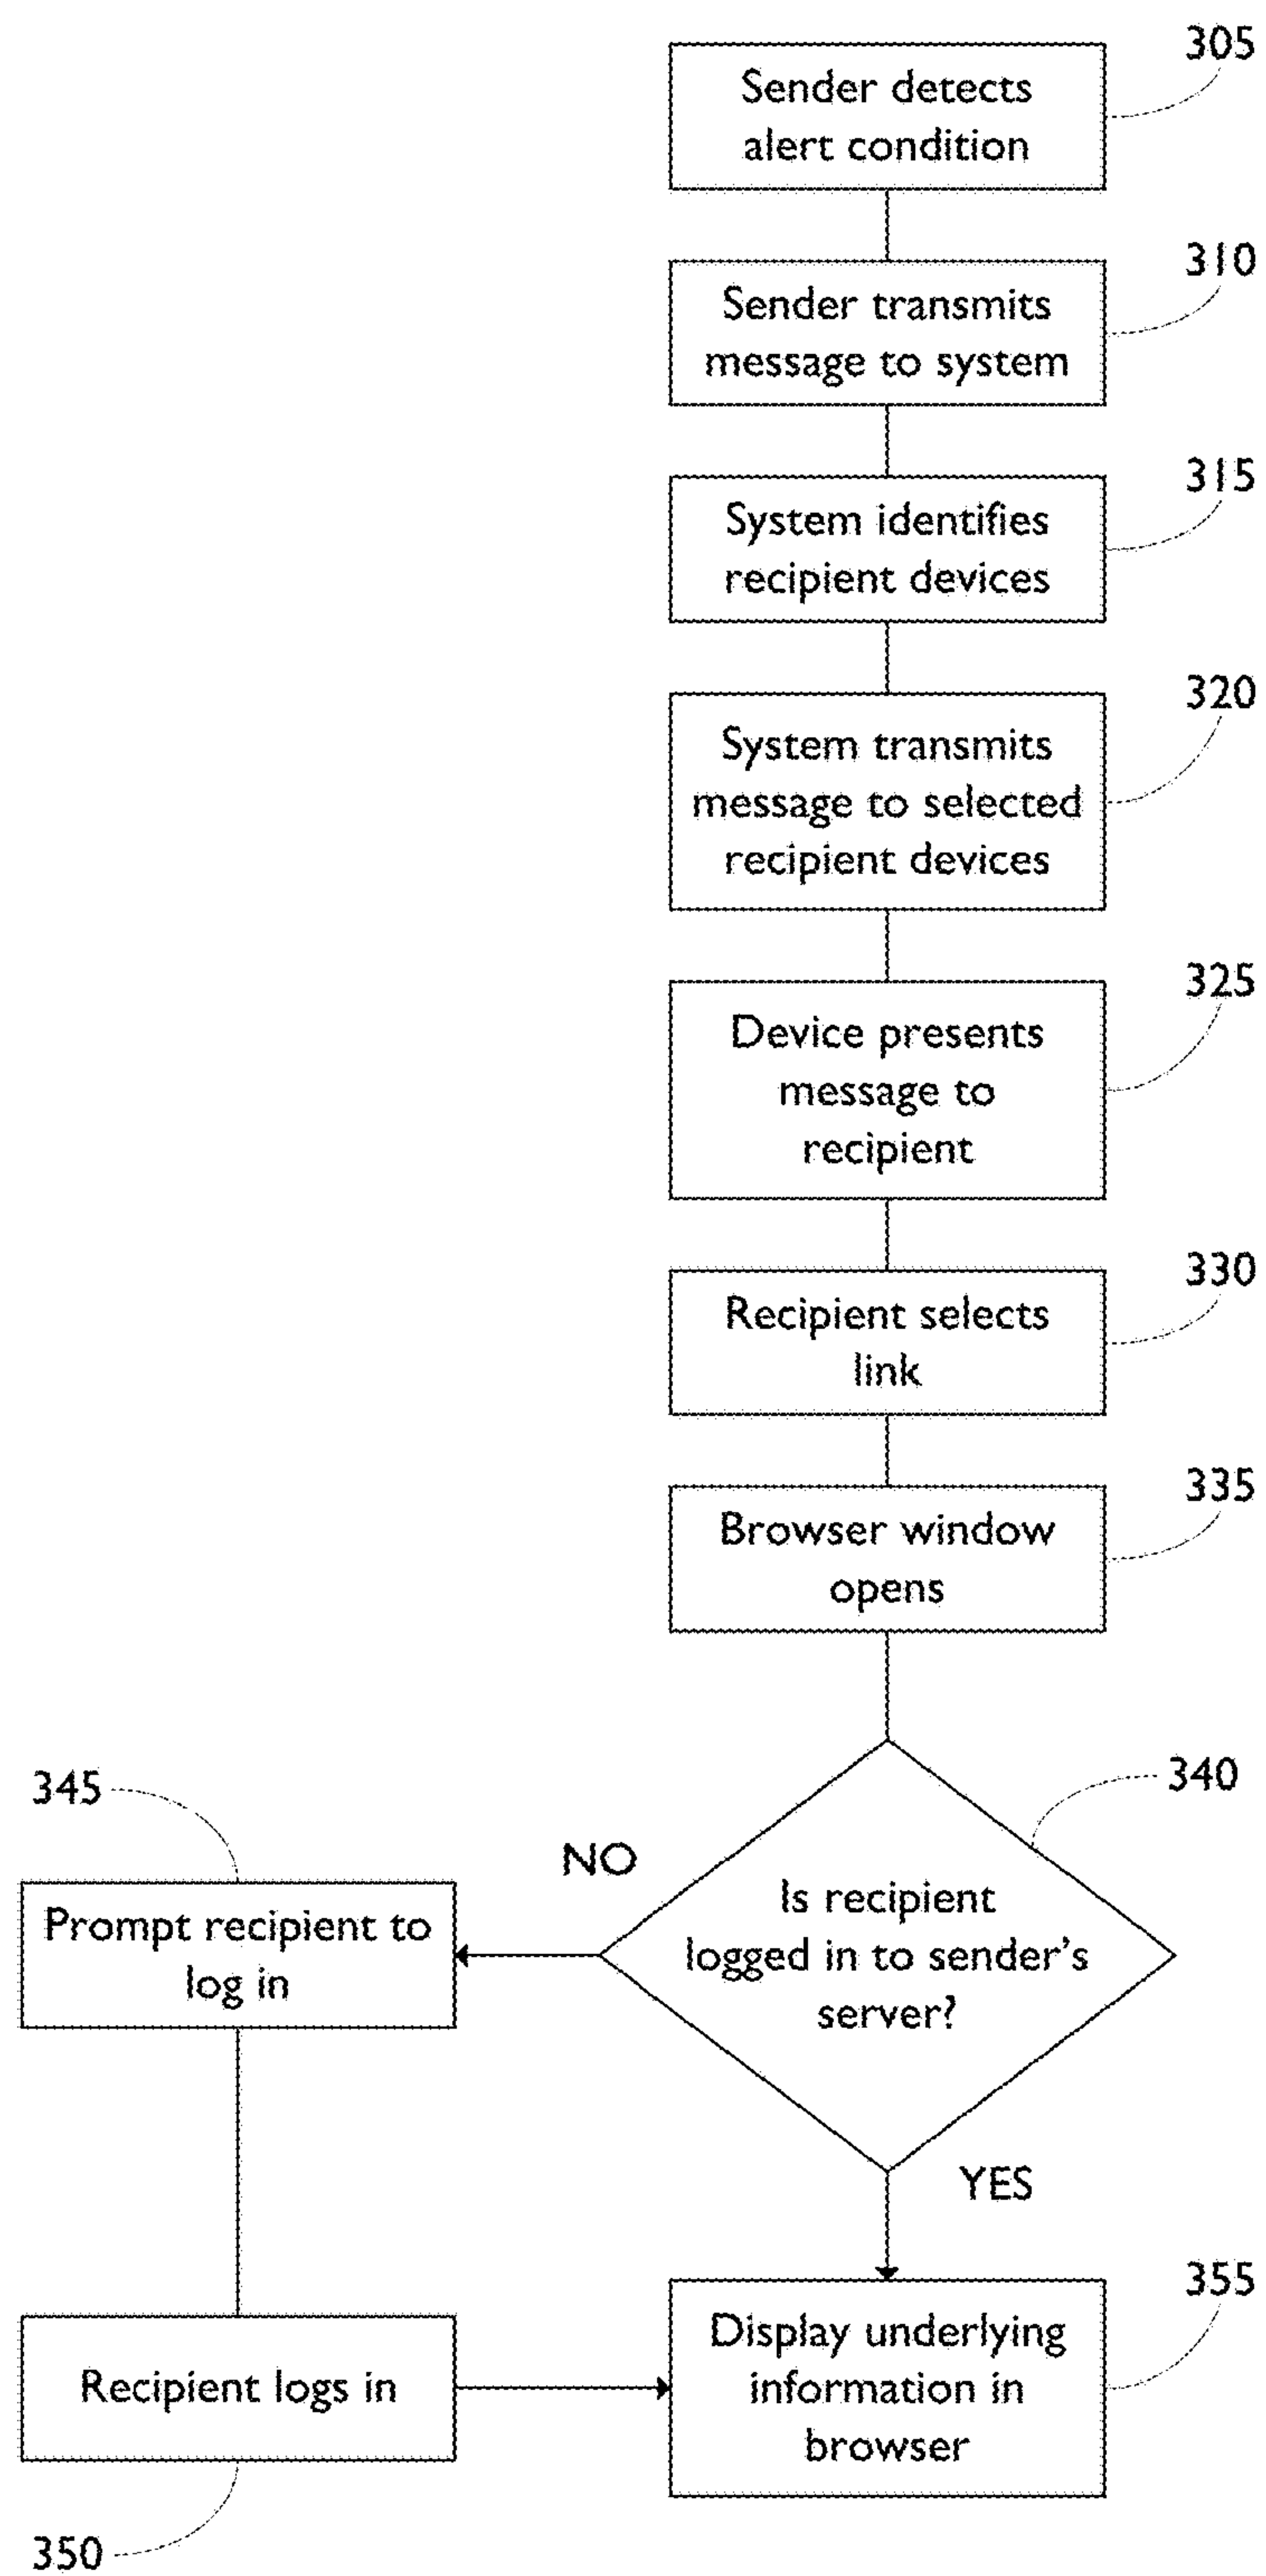 305
Sender detects
alert condition
310
Sender transmits
message to system
315
System identifies
recipient devices
320
System transmits
message to selected
recipient devices
325
Device presents
message to
recipient
330
Recipient selects
link
335
Browser window
opens
340
Is recipient
logged in to sender's
server?
NO
345
Prompt recipient to
log in
YES
Recipient logs in
350
355
Display underlying
information in
browser